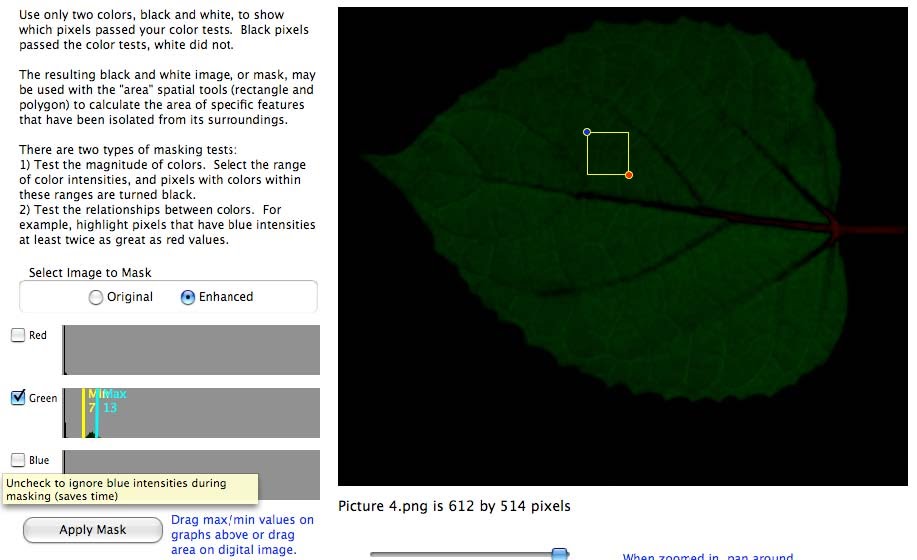 Use only two colors, black and white, to show
which pixels passed your color tests.  Black pixels
passed the color tests, white did not.
The resulting black and white image, or mask, may
be used with the "area" spatial tools (rectangle and
polygon) to calculate the area of specific features
that have been isolated from its surroundings.
There are two types of masking tests:
1) Test the magnitude of colors.  Select the range
of color intensities, and pixels with colors within
these ranges are turned black.
2) Test the relationships between colors.  For
example, highlight pixels that have blue intensities
at least twice as great as red values.
Select Image to Mask
Original
Enhanced
Red
Green
Max
7
13
Blue
Uncheck to ignore blue intensities during
masking (saves time)
Apply Mask
Drag max/min values on
graphs above or drag
area on digital image.
Picture 4.png is 612 by 514 pixels
When zoomed in, pan around